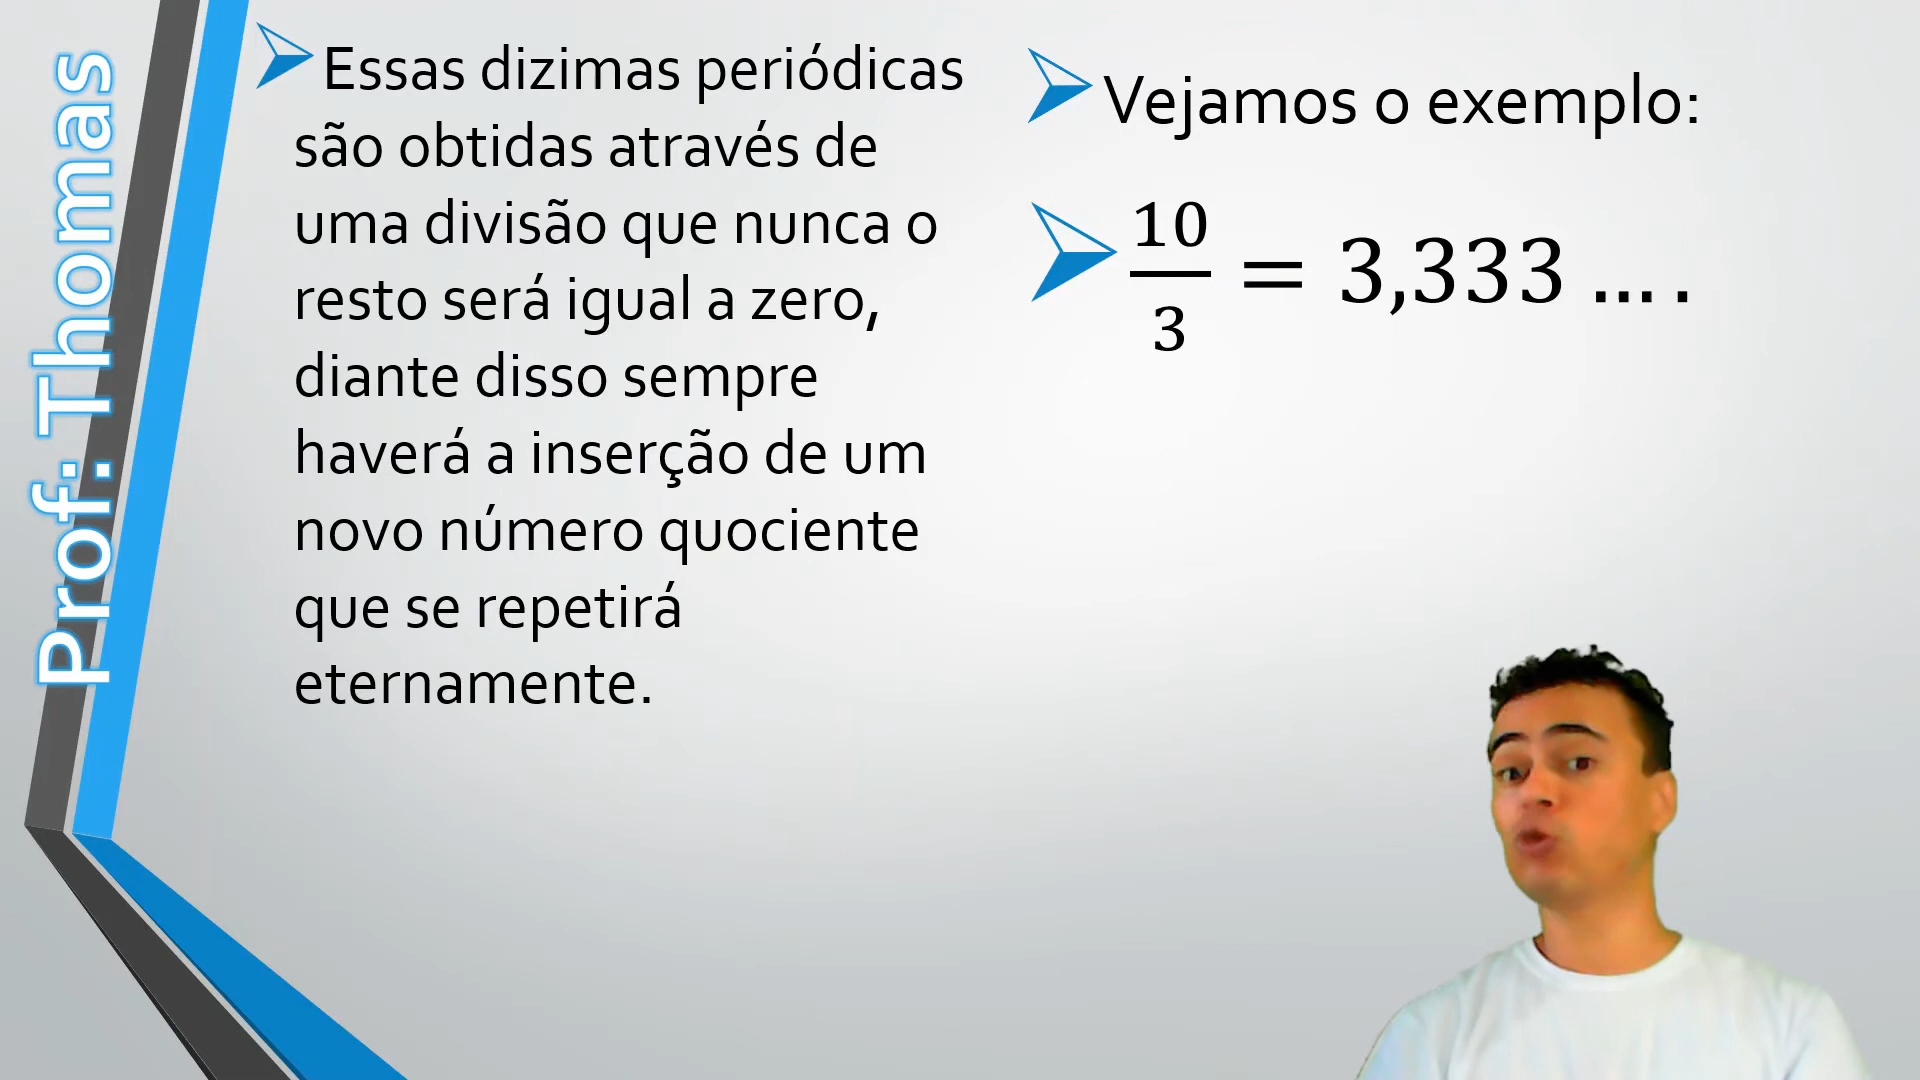 Prof: Thomas
Essas dizimas periódicas
são obtidas através de
uma divisão que nunca o
resto será igual a zero,
diante disso sempre
haverá a inserção de um
novo número quociente
que se repetirá
eternamente.
Vejamos o exemplo:
10
3
= 3,333 ....